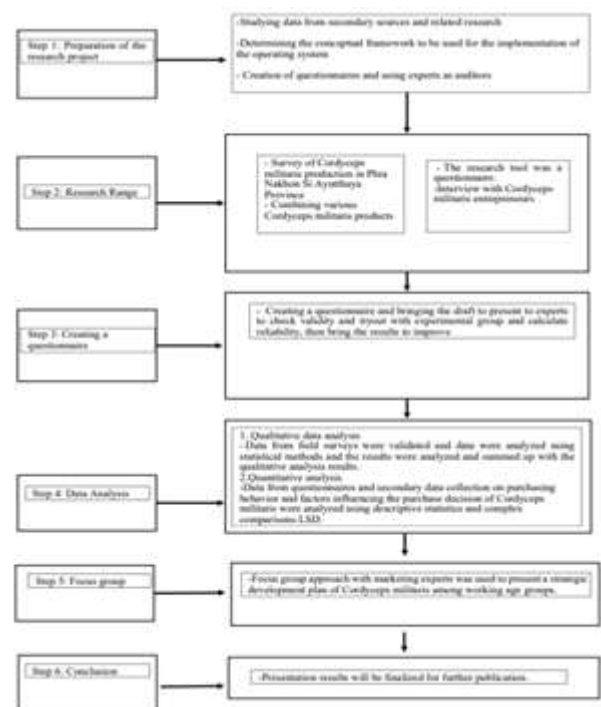 -Studying data from secondary sources and related research
Step 1. Preparation of the
research project
-Determining the conceptual framework to be used for the implementation of
the operating system
- Creation of questionnaires and using experts as auditors
Step 2: Research Range
- Survey of Cordyceps
militaris production in Phra
Nakhon Si Ayutthaya
Province
- Combining various
Cordyceps militaris products
- The research tool was a
questionnaire.
-Interview with Cordyceps
militaris entrepreneurs
Step 3: Creating a
questionnaire
- Creating a questionnaire and bringing the draft to present to experts
to check validity and tryout with experimental group and calculate
reliability, then bring the results to improve
Step 4: Data Analysis
1. Qualitative data analysis
-Data from field surveys were validated and data were analyzed using
statistical methods and the results were analyzed and summed up with the
qualitative analysis results.
2.Quantitative analysis
-Data from questionnaires and secondary data collection on purchasing
behavior and factors influencing the purchase decision of Cordyceps
militaris were analyzed using descriptive statistics and complex
comparisons LSD.
Step 5: Focus group
-Focus group approach with marketing experts was used to present a strategic
development plan of Cordyceps militaris among working age groups.
Step 6: Conclusion
-Presentation results will be finalized for further publication.